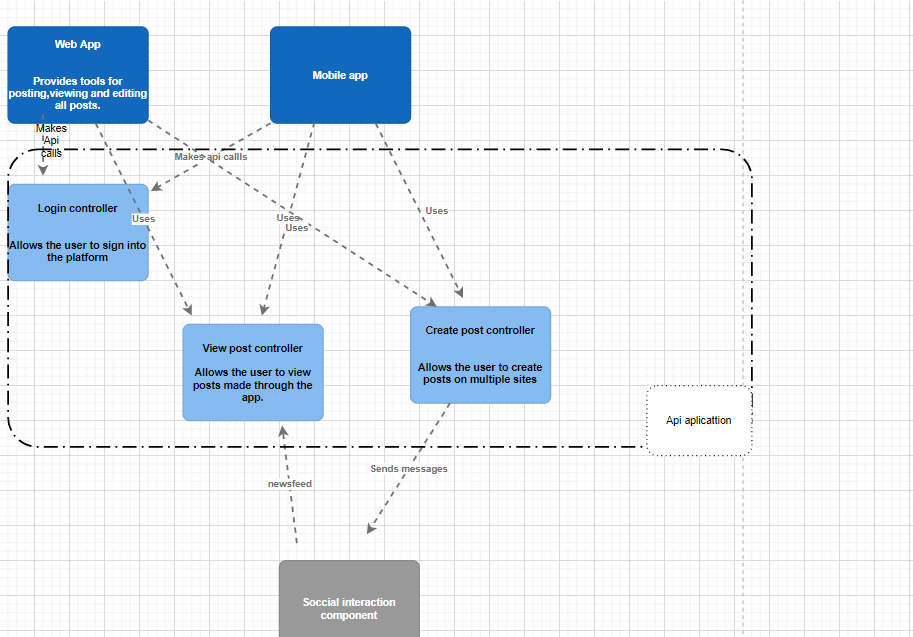 Web App
Provides tools for
posting,viewing and editing
all posts.
Mobile app
Makes
Api
calls
Makes api callls
Login controller
Allows the user to sign into
the platform
Uses
Uses
Uses
Uses
View post controller
Allows the user to view
posts made through the
app.
Create post controller
Allows the user to create
posts on multiple sites
Api aplicattion
Sends messages
newsfeed
Soccial interaction
component